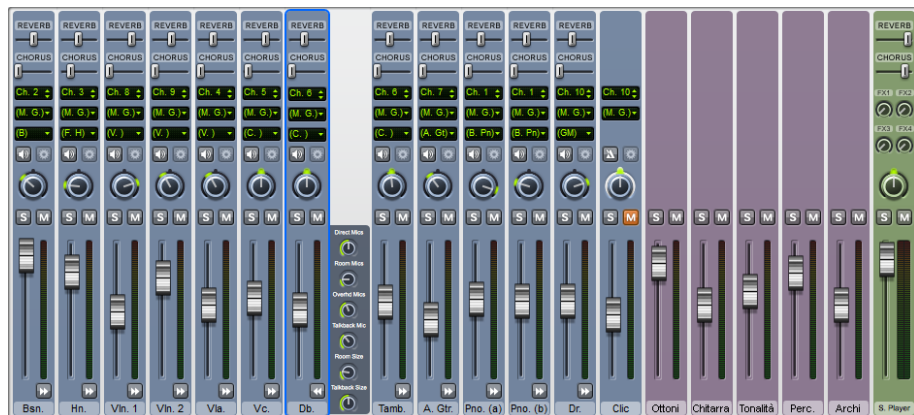 REVERB REVERB REVERB REVERB REVERB REVERB REVERB REVERB REVERB REVERB REVERB REVERB REVERB
CHORUS CHORUS CHORUS CHORUS CHORUS CHORUS CHORUS CHORUS CHORUS CHORUS CHORUS CHORUS CHORUS
Ch. 2 Ch. 3 Ch. 8 Ch. 9 Ch. 4 Ch. 5 Ch. 6 Ch. 6 Ch. 7 Ch. 1 Ch. 1 Ch. 10 Ch. 10 FX1 FX2
(M. G.) (M. G.) (M. G.) (M. G.) (M. G.) (M. G.) (M. G.) (M. G.) (M. G.) (M. G.) (M. G.) (M. G.) (M. G.)
(B) (F. H) (V. ) (V. ) (V. ) (C. ) (C. ) (C. ) (A. Gt) (B. Pn) (B. Pn) (GM) FX3 FX4
S M S M S M S M S M S M S M S M S M S M S M S M S M S M S M S M S M S M S M
Direct Mics
Room Mics
Overhd Mics
Talkback Mic
Room Size
Talkback Size
Bsn. Hn. Vln. 1 Vln. 2 Vla. Vc. Db. Tamb. A. Gtr. Pno. (a) Pno. (b) Dr. Clic Ottoni Chitarra Tonalità Perc. Archi S. Player